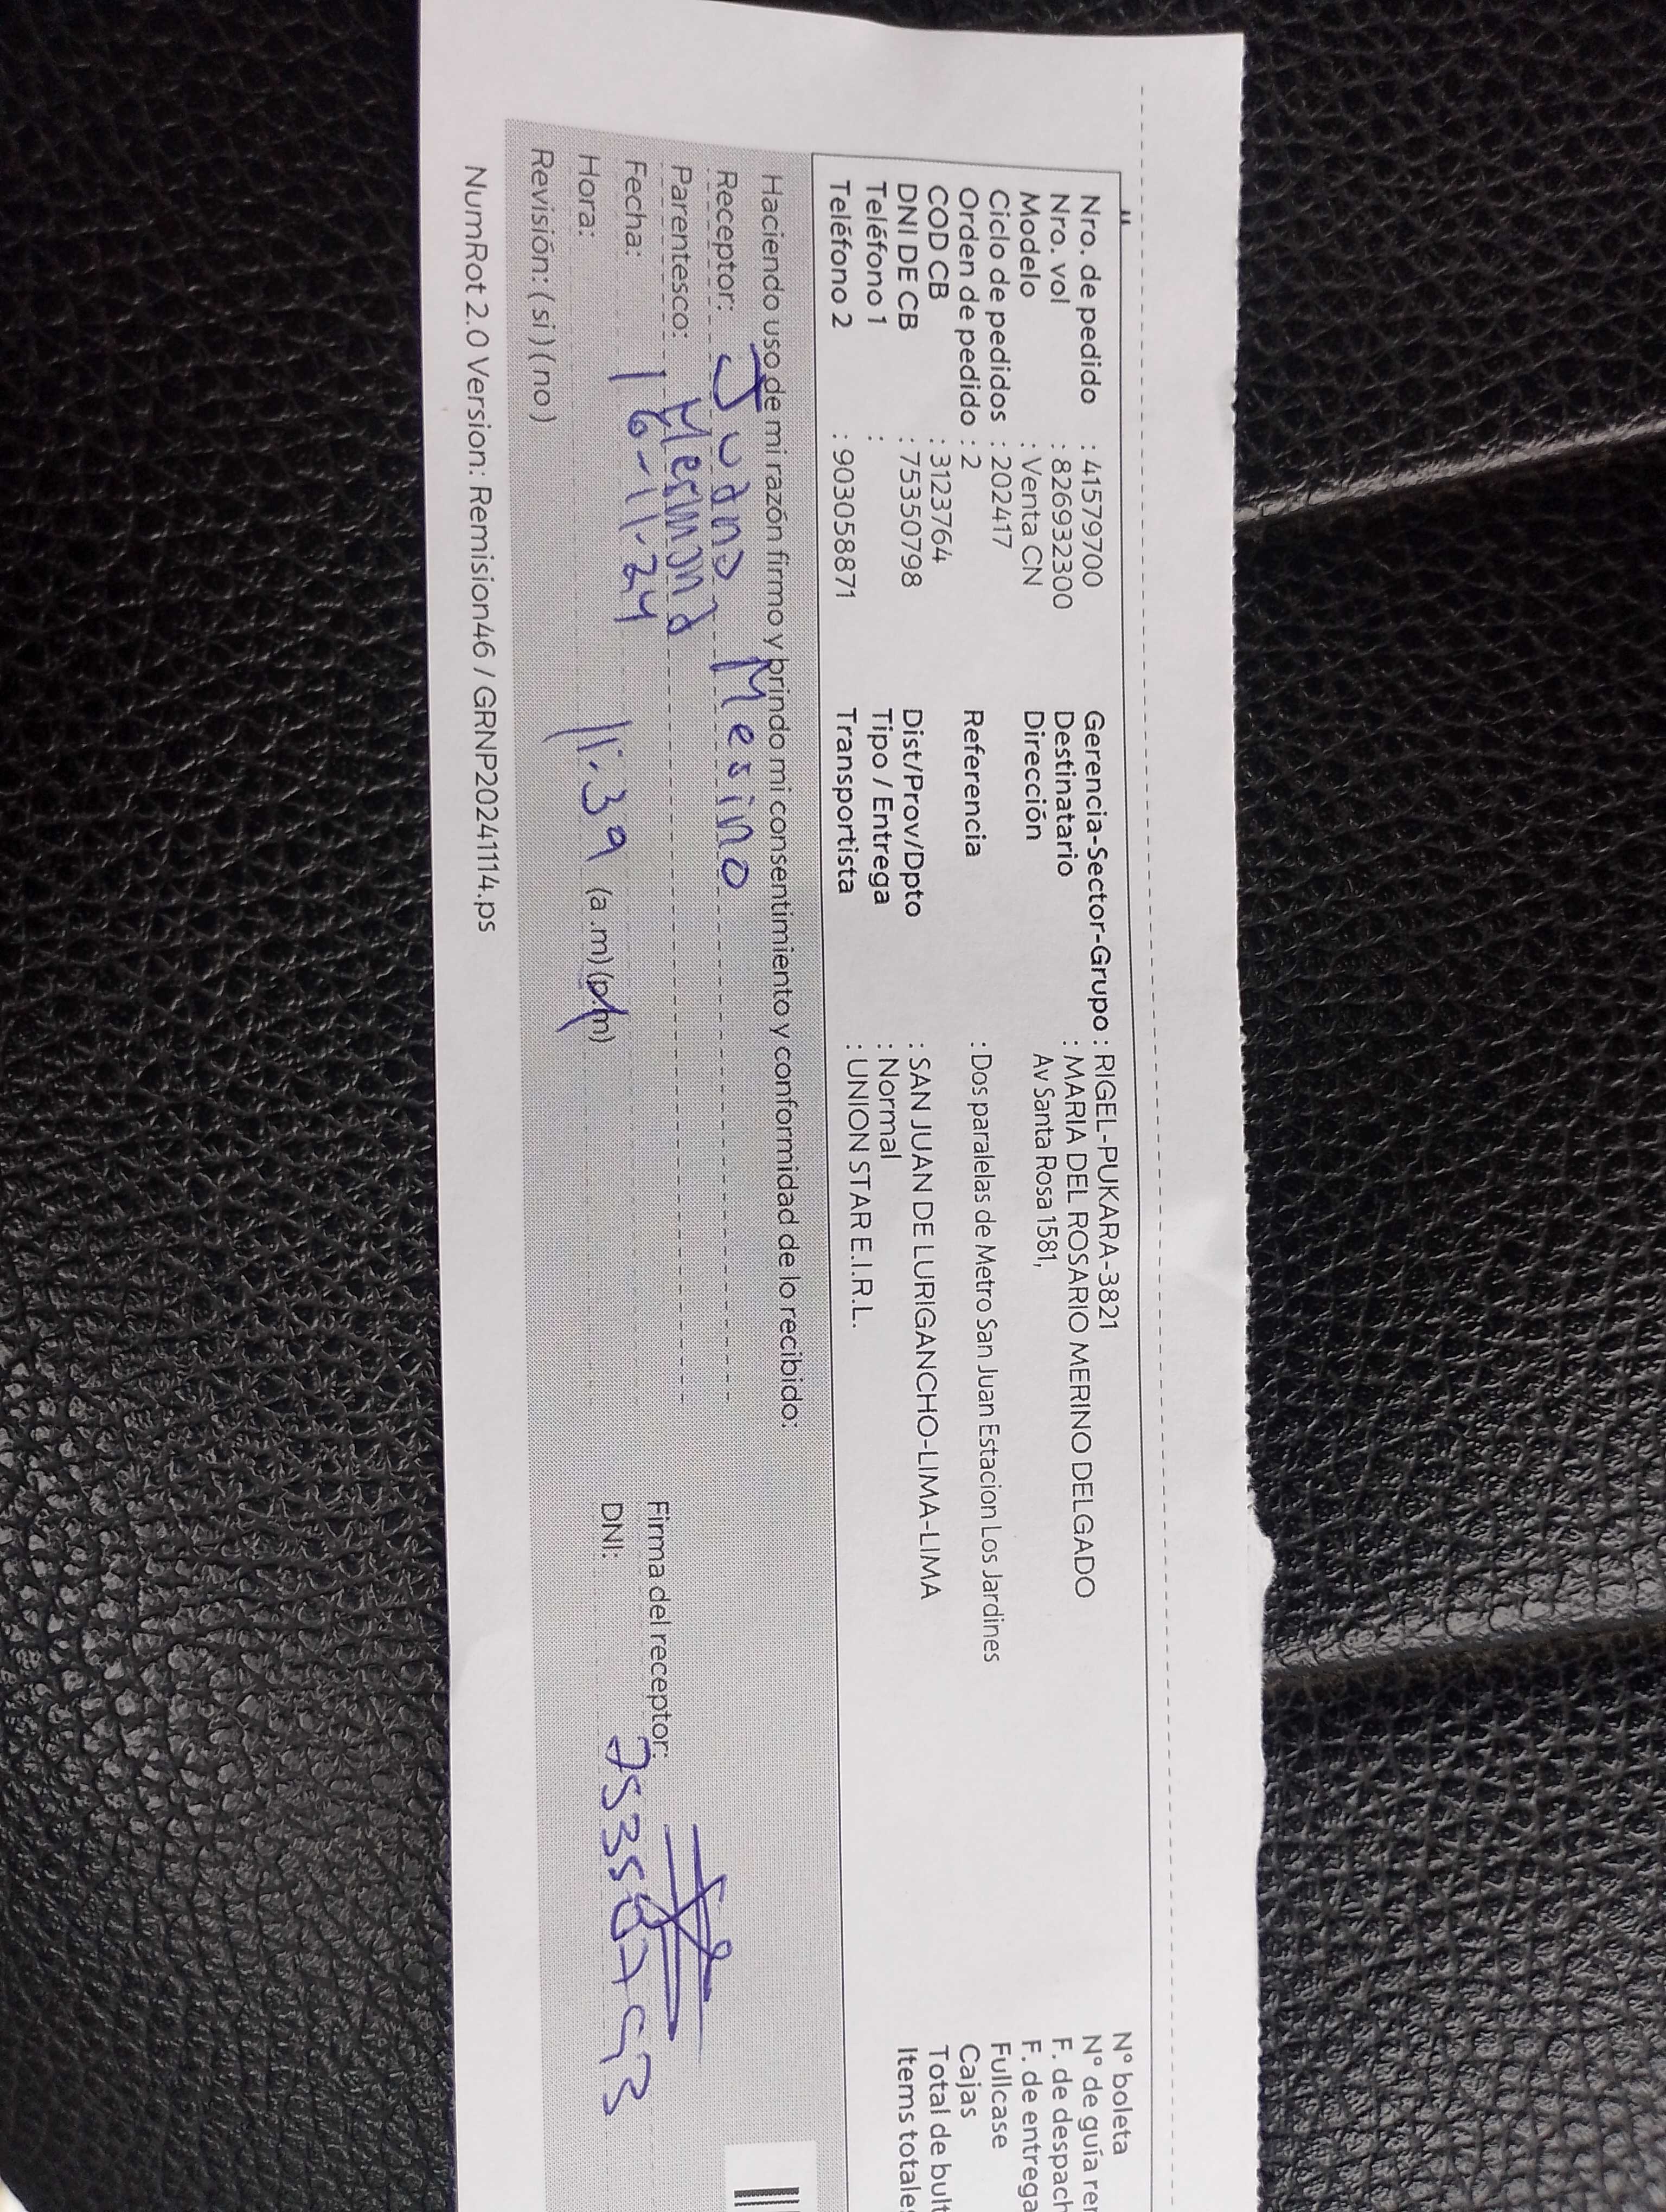 Nro. de pedido : 41579700
Nro. vol : 826932300
Modelo : Venta CN
Ciclo de pedidos : 202417
Orden de pedido : 2
COD CB : 3123764
DNI DE CB : 75350798
Teléfono 1 :
Teléfono 2 : 903058871
Gerencia-Sector-Grupo : RIGEL-PUKARA-3821
Destinatario : MARIA DEL ROSARIO MERINO DELGADO
Dirección Av Santa Rosa 1581,
Referencia : Dos paralelas de Metro San Juan Estacion Los Jardines
Dist/Prov/Dpto : SAN JUAN DE LURIGANCHO-LIMA-LIMA
Tipo / Entrega : Normal
Transportista : UNION STAR E.I.R.L.
N° boleta
N° de guía rem
F. de despach
F. de entrega
Fullcase
Cajas
Total de bult
Items totales
Haciendo uso de mi razón firmo y brindo mi consentimiento y conformidad de lo recibido:
Receptor:
Parentesco: Hermana
Fecha: 16-11-24
Hora: 11:39 (a.m) (p.m)
Revisión: ( si ) ( no )
Firma del receptor:
DNI:
NumRot 2.0 Version: Remision46 / GRNP20241114.ps